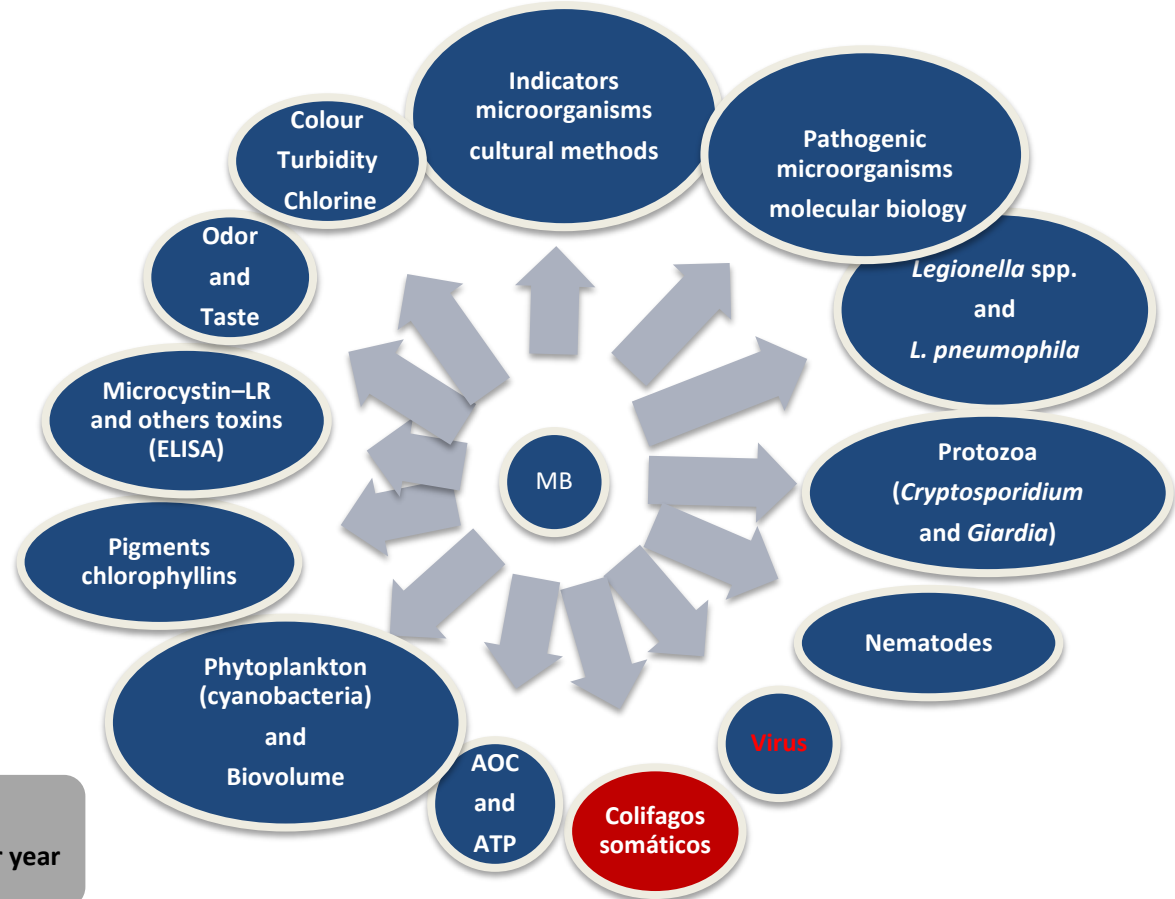 Indicators
microorganisms
cultural methods
Pathogenic
microorganisms
molecular biology
Legionella spp.
and
L. pneumophila
Protozoa
(Cryptosporidium
and Giardia)
Nematodes
Virus
Colifagos
somáticos
AOC
and
ATP
Phytoplankton
(cyanobacteria)
and
Biovolume
Pigments
chlorophyllins
Microcystin–LR
and others toxins
(ELISA)
Odor
and
Taste
Colour
Turbidity
Chlorine
MB
year